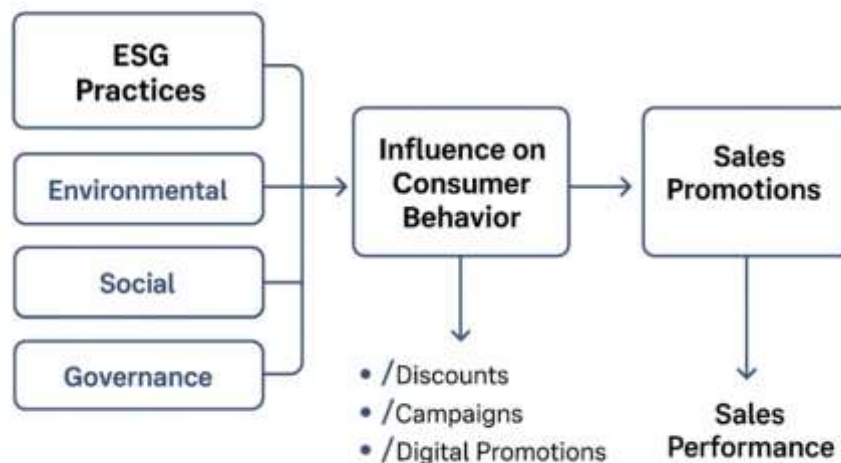 ESG
Practices
Environmental
Social
Governance
Influence on
Consumer
Behavior
• /Discounts
• /Campaigns
• /Digital Promotions
Sales
Promotions
Sales
Performance